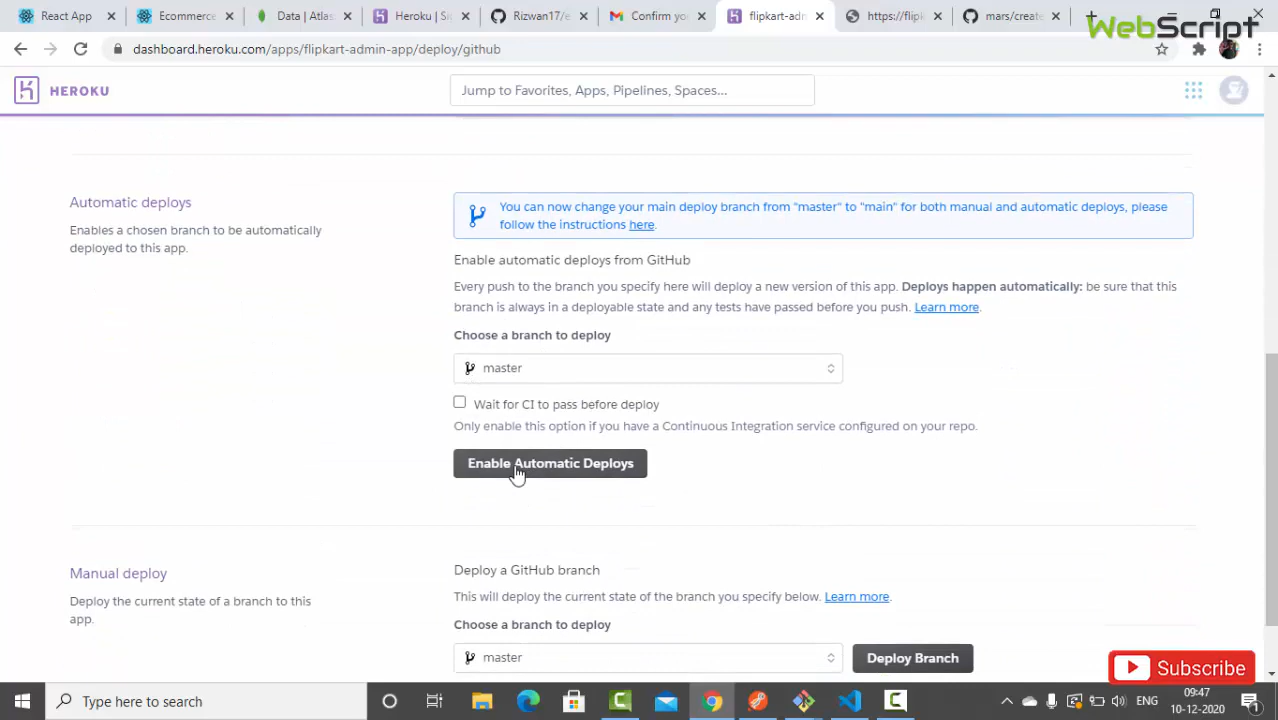 React App
Ecommerce
Data | Atlas
Heroku | Si
Rizwan17/e
Confirm yo
flipkart-adm
https://flipk
mars/create
WebScript
dashboard.heroku.com/apps/flipkart-admin-app/deploy/github
HEROKU
Jump to Favorites, Apps, Pipelines, Spaces...
Automatic deploys
Enables a chosen branch to be automatically
deployed to this app.
You can now change your main deploy branch from "master" to "main" for both manual and automatic deploys, please
follow the instructions here.
Enable automatic deploys from GitHub
Every push to the branch you specify here will deploy a new version of this app. Deploys happen automatically: be sure that this
branch is always in a deployable state and any tests have passed before you push. Learn more.
Choose a branch to deploy
master
Wait for CI to pass before deploy
Only enable this option if you have a Continuous Integration service configured on your repo.
Enable Automatic Deploys
Manual deploy
Deploy the current state of a branch to this
app.
Deploy a GitHub branch
This will deploy the current state of the branch you specify below. Learn more.
Choose a branch to deploy
master
Deploy Branch
Subscribe
Type here to search
ENG
09:47
10-12-2020
1